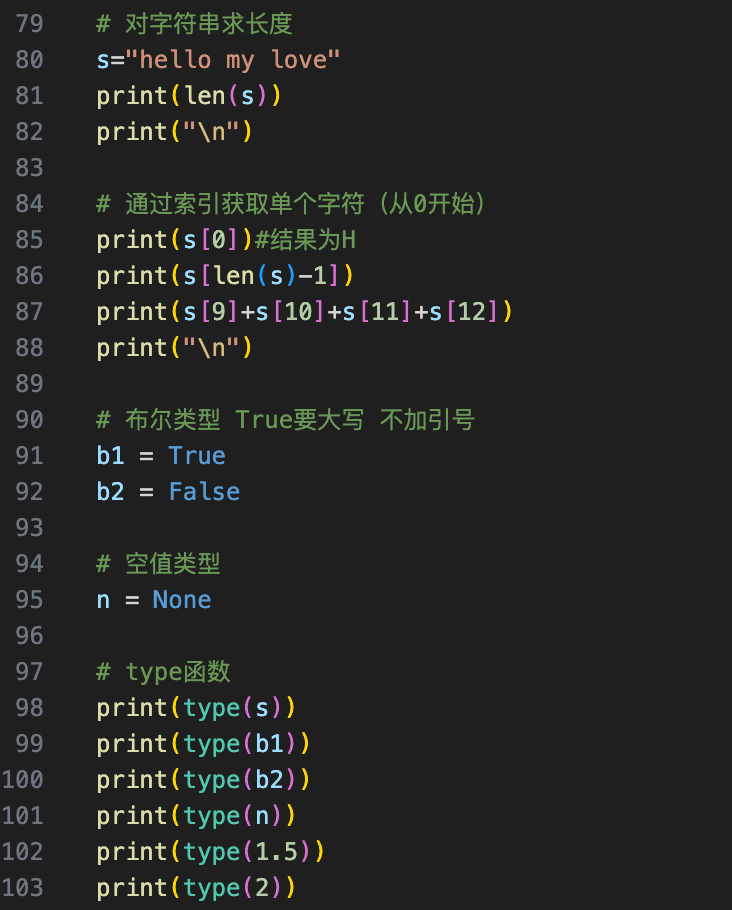 79 # 对字符串求长度
80 s="hello my love"
81 print(len(s))
82 print("\n")
83
84 # 通过索引获取单个字符（从0开始）
85 print(s[0])#结果为H
86 print(s[len(s)-1])
87 print(s[9]+s[10]+s[11]+s[12])
88 print("\n")
89
90 # 布尔类型 True要大写 不加引号
91 b1 = True
92 b2 = False
93
94 # 空值类型
95 n = None
96
97 # type函数
98 print(type(s))
99 print(type(b1))
100 print(type(b2))
101 print(type(n))
102 print(type(1.5))
103 print(type(2))